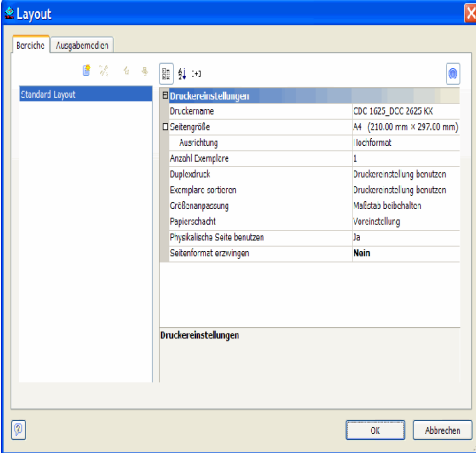 Layout
Bereiche Ausgabemedien
Standard Layout
Druckereinstellungen
Druckername CDC 1625_DCC 2625 KX
Seitengröße A4 (210.00 mm × 297.00 mm)
Ausrichtung Hochformat
Anzahl Exemplare 1
Duplexdruck Druckereinstellung benutzen
Exemplare sortieren Druckereinstellung benutzen
Größenanpassung Maßstab beibehalten
Papierschacht Voreinstellung
Physikalische Seite benutzen Ja
Seitenformat erzwingen Nein
Druckereinstellungen
OK Abbrechen